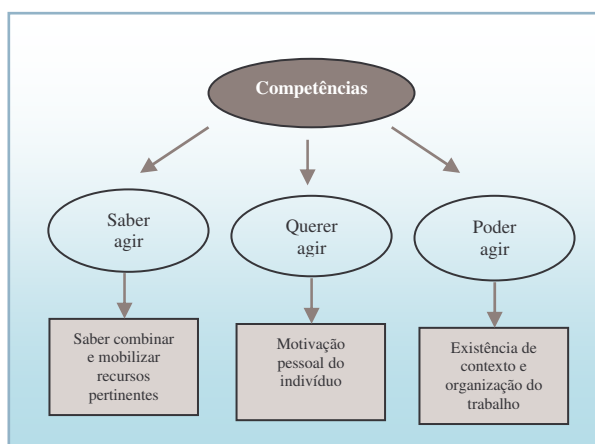 Competências
Saber
agir
Querer
agir
Poder
agir
Saber combinar
e mobilizar
recursos
pertinentes
Motivação
pessoal do
indivíduo
Existência de
contexto e
organização do
trabalho